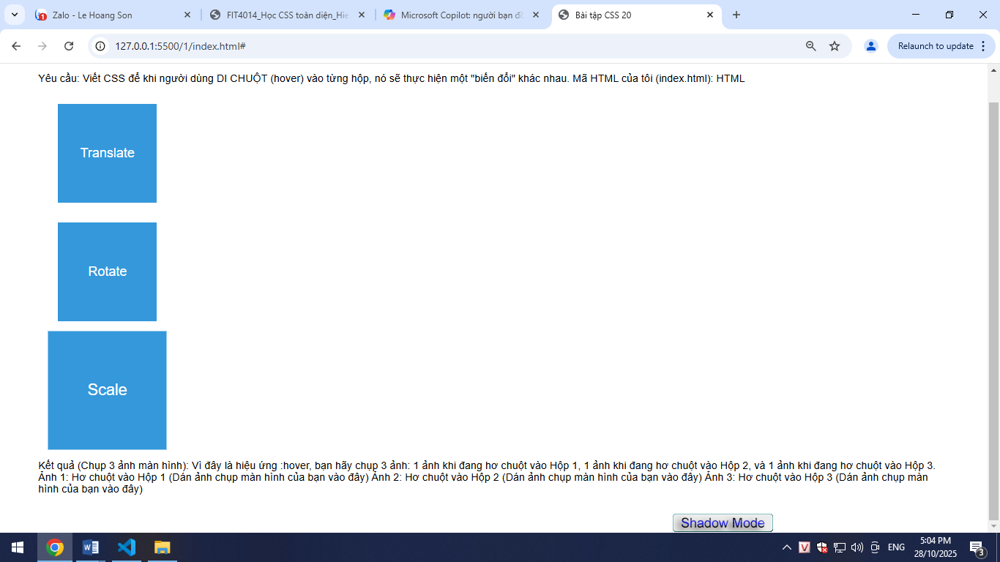 Zalo - Le Hoang Son
FIT4014_Học CSS toàn diện_Hie
Microsoft Copilot: người bạn đồ
Bài tập CSS 20
127.0.0.1:5500/1/index.html#
Relaunch to update
Yêu cầu: Viết CSS để khi người dùng DI CHUỘT (hover) vào từng hộp, nó sẽ thực hiện một "biến đổi" khác nhau. Mã HTML của tôi (index.html): HTML
Translate
Rotate
Scale
Kết quả (Chụp 3 ảnh màn hình): Vì đây là hiệu ứng :hover, bạn hãy chụp 3 ảnh: 1 ảnh khi đang hơ chuột vào Hộp 1, 1 ảnh khi đang hơ chuột vào Hộp 2, và 1 ảnh khi đang hơ chuột vào Hộp 3.
Ảnh 1: Hơ chuột vào Hộp 1 (Dán ảnh chụp màn hình của bạn vào đây) Ảnh 2: Hơ chuột vào Hộp 2 (Dán ảnh chụp màn hình của bạn vào đây) Ảnh 3: Hơ chuột vào Hộp 3 (Dán ảnh chụp màn
hình của bạn vào đây)
Shadow Mode
ENG
5:04 PM
28/10/2025
3